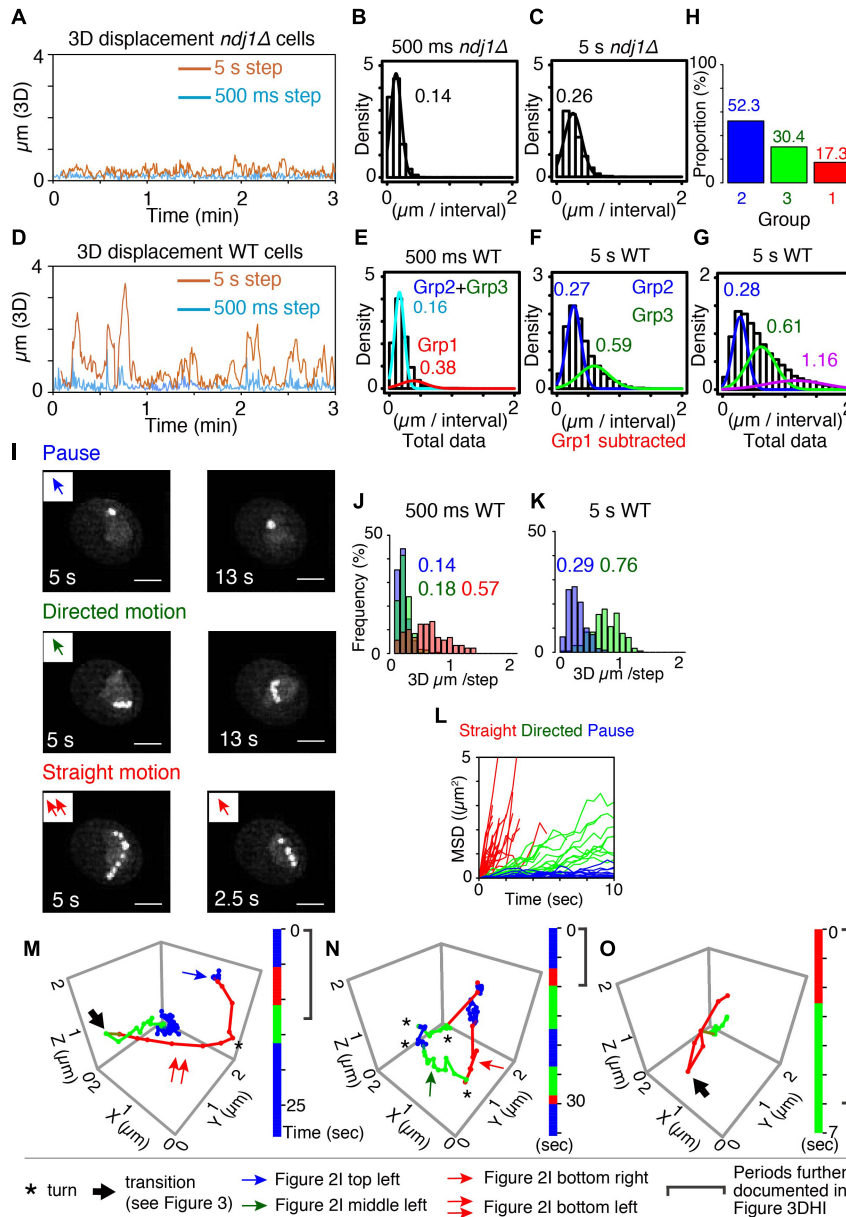 A
3D displacement ndj1Δ cells
5 s step
500 ms step
4
µm (3D)
0
0 1 2 3
Time (min)
B
500 ms ndj1Δ
5
0.14
Density
0
0 2
(µm / interval)
C
5 s ndj1Δ
5
0.26
Density
0
0 2
(µm / interval)
H
100
Proportion (%)
0
52.3
30.4
17.3
2 3 1
Group
D
3D displacement WT cells
5 s step
500 ms step
4
µm (3D)
0
0 1 2 3
Time (min)
E
500 ms WT
5
Grp2+Grp3
0.16
Grp1
0.38
Density
0
0 2
(µm / interval)
Total data
F
5 s WT
3
0.27
Grp2
Grp3
0.59
Density
0
0 2
(µm / interval)
Grp1 subtracted
G
5 s WT
2
0.28
0.61
1.16
Density
0
0 2
(µm / interval)
Total data
I
Pause
5 s
13 s
Directed motion
5 s
13 s
Straight motion
5 s
2.5 s
J
500 ms WT
50
Frequency (%)
0.14
0.18 0.57
0
0 1 2
3D µm /step
K
5 s WT
50
0.29 0.76
0
0 1 2
3D µm /step
L
Straight Directed Pause
5
MSD ((µm²)
0
0 10
Time (sec)
M
2
1
Z (µm)
0
2
1
X (µm)
0
0
1
Y (µm)
2
*
0
25
Time (sec)
N
2
1
Z (µm)
0
2
1
X (µm)
0
0
1
Y (µm)
2
*
*
*
*
0
30
(sec)
O
2
1
Z (µm)
0
2
1
X (µm)
0
0
1
Y (µm)
2
0
7
(sec)
* turn
transition
(see Figure 3)
Figure 2I top left
Figure 2I middle left
Figure 2I bottom right
Figure 2I bottom left
Periods further
documented in
Figure 3DHI